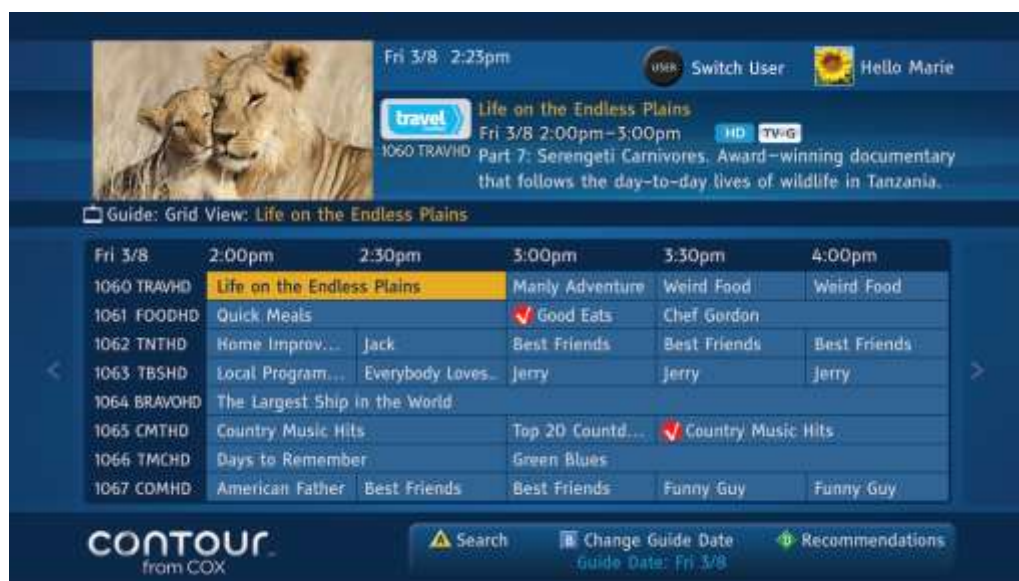 Fri 3/8 2:23pm
USER Switch User
Hello Marie
travel
1060 TRAVHD
Life on the Endless Plains
Fri 3/8 2:00pm-3:00pm HD TV-G
Part 7: Serengeti Carnivores. Award-winning documentary
that follows the day-to-day lives of wildlife in Tanzania.
Guide: Grid View: Life on the Endless Plains
Fri 3/8 2:00pm 2:30pm 3:00pm 3:30pm 4:00pm
1060 TRAVHD Life on the Endless Plains Manly Adventure Weird Food Weird Food
1061 FOODHD Quick Meals Good Eats Chef Gordon
1062 TNTHD Home Improv... Jack Best Friends Best Friends Best Friends
1063 TBSHD Local Program... Everybody Loves.. Jerry Jerry Jerry
1064 BRAVOHD The Largest Ship in the World
1065 CMTHD Country Music Hits Top 20 Countd... Country Music Hits
1066 TMCHD Days to Remember Green Blues
1067 COMHD American Father Best Friends Best Friends Funny Guy Funny Guy
contour
from COX
A Search B Change Guide Date D Recommendations
Guide Date: Fri 3/8